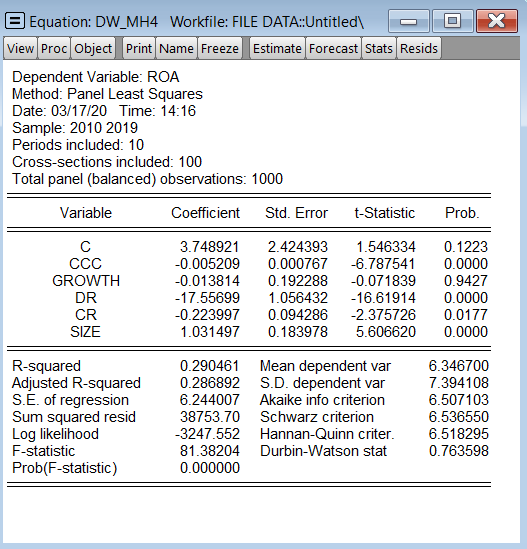 Equation: DW_MH4 Workfile: FILE DATA::Untitled\
View Proc Object Print Name Freeze Estimate Forecast Stats Resids
Dependent Variable: ROA
Method: Panel Least Squares
Date: 03/17/20 Time: 14:16
Sample: 2010 2019
Periods included: 10
Cross-sections included: 100
Total panel (balanced) observations: 1000
Variable Coefficient Std. Error t-Statistic Prob.
C 3.748921 2.424393 1.546334 0.1223
CCC -0.005209 0.000767 -6.787541 0.0000
GROWTH -0.013814 0.192288 -0.071839 0.9427
DR -17.55699 1.056432 -16.61914 0.0000
CR -0.223997 0.094286 -2.375726 0.0177
SIZE 1.031497 0.183978 5.606620 0.0000
R-squared 0.290461 Mean dependent var 6.346700
Adjusted R-squared 0.286892 S.D. dependent var 7.394108
S.E. of regression 6.244007 Akaike info criterion 6.507103
Sum squared resid 38753.70 Schwarz criterion 6.536550
Log likelihood -3247.552 Hannan-Quinn criter. 6.518295
F-statistic 81.38204 Durbin-Watson stat 0.763598
Prob(F-statistic) 0.000000